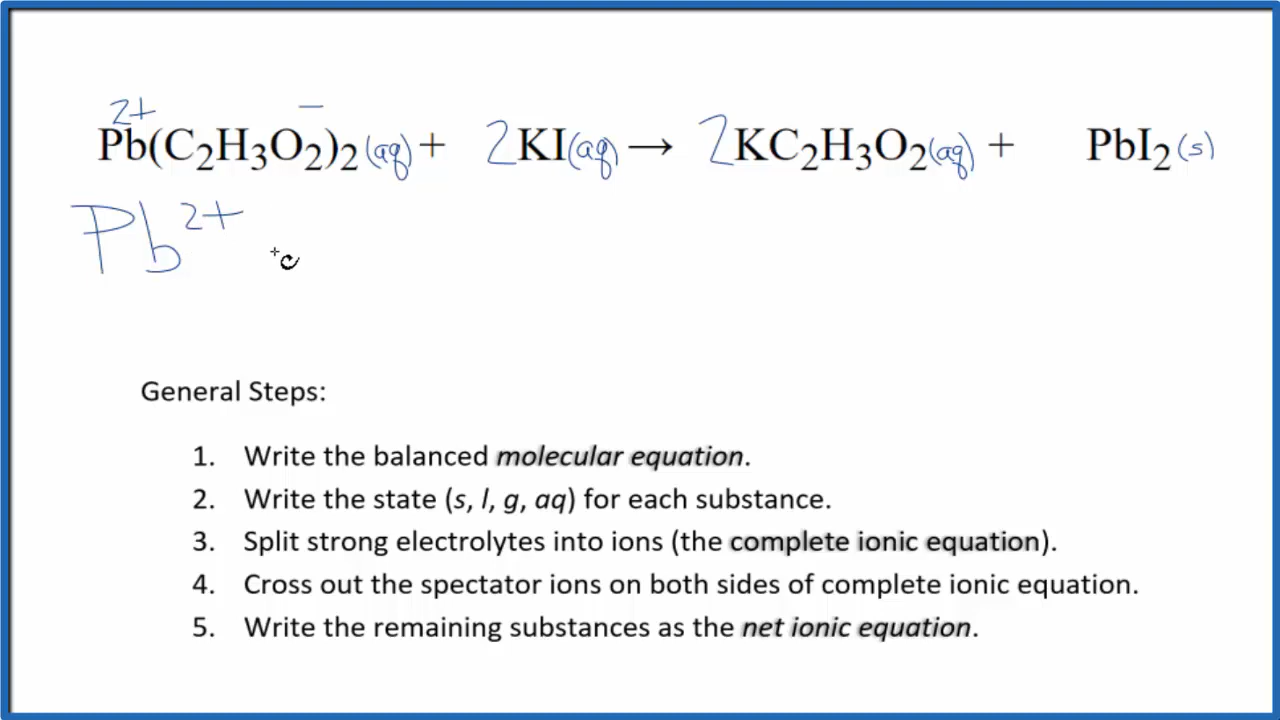 2+ −
Pb(C₂H₃O₂)₂(aq) + 2KI(aq) → 2KC₂H₃O₂(aq) + PbI₂(s)
Pb²⁺
General Steps:
1. Write the balanced molecular equation.
2. Write the state (s, l, g, aq) for each substance.
3. Split strong electrolytes into ions (the complete ionic equation).
4. Cross out the spectator ions on both sides of complete ionic equation.
5. Write the remaining substances as the net ionic equation.